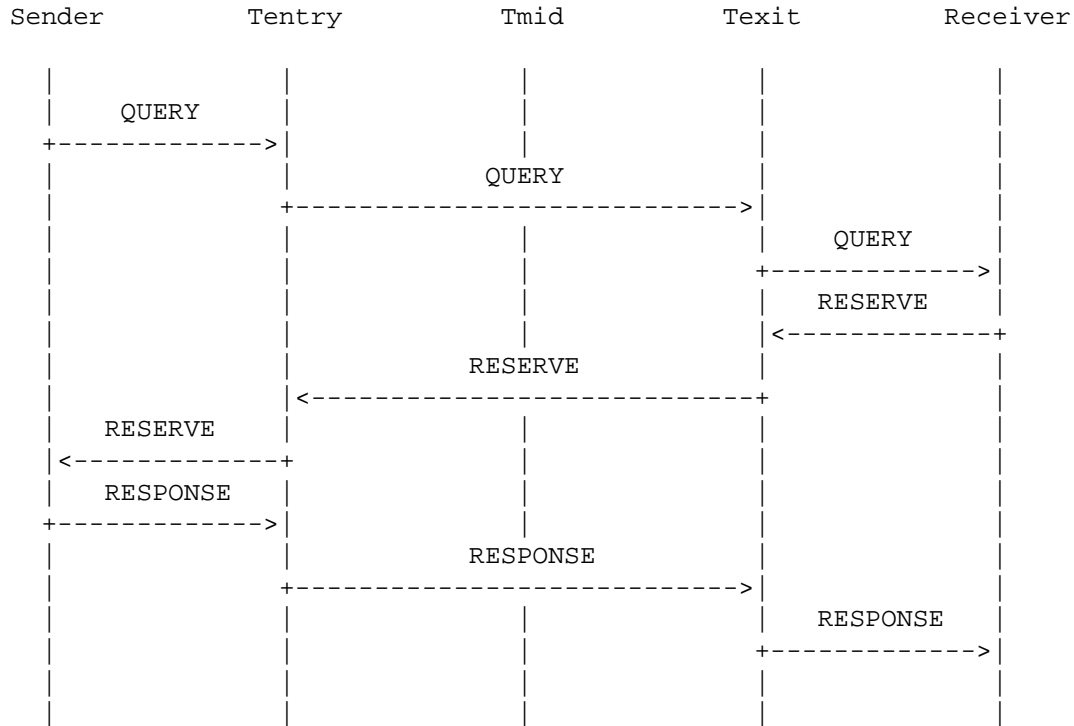 Sender Tentry Tmid Texit Receiver
QUERY
QUERY
QUERY
RESERVE
RESERVE
RESERVE
RESPONSE
RESPONSE
RESPONSE